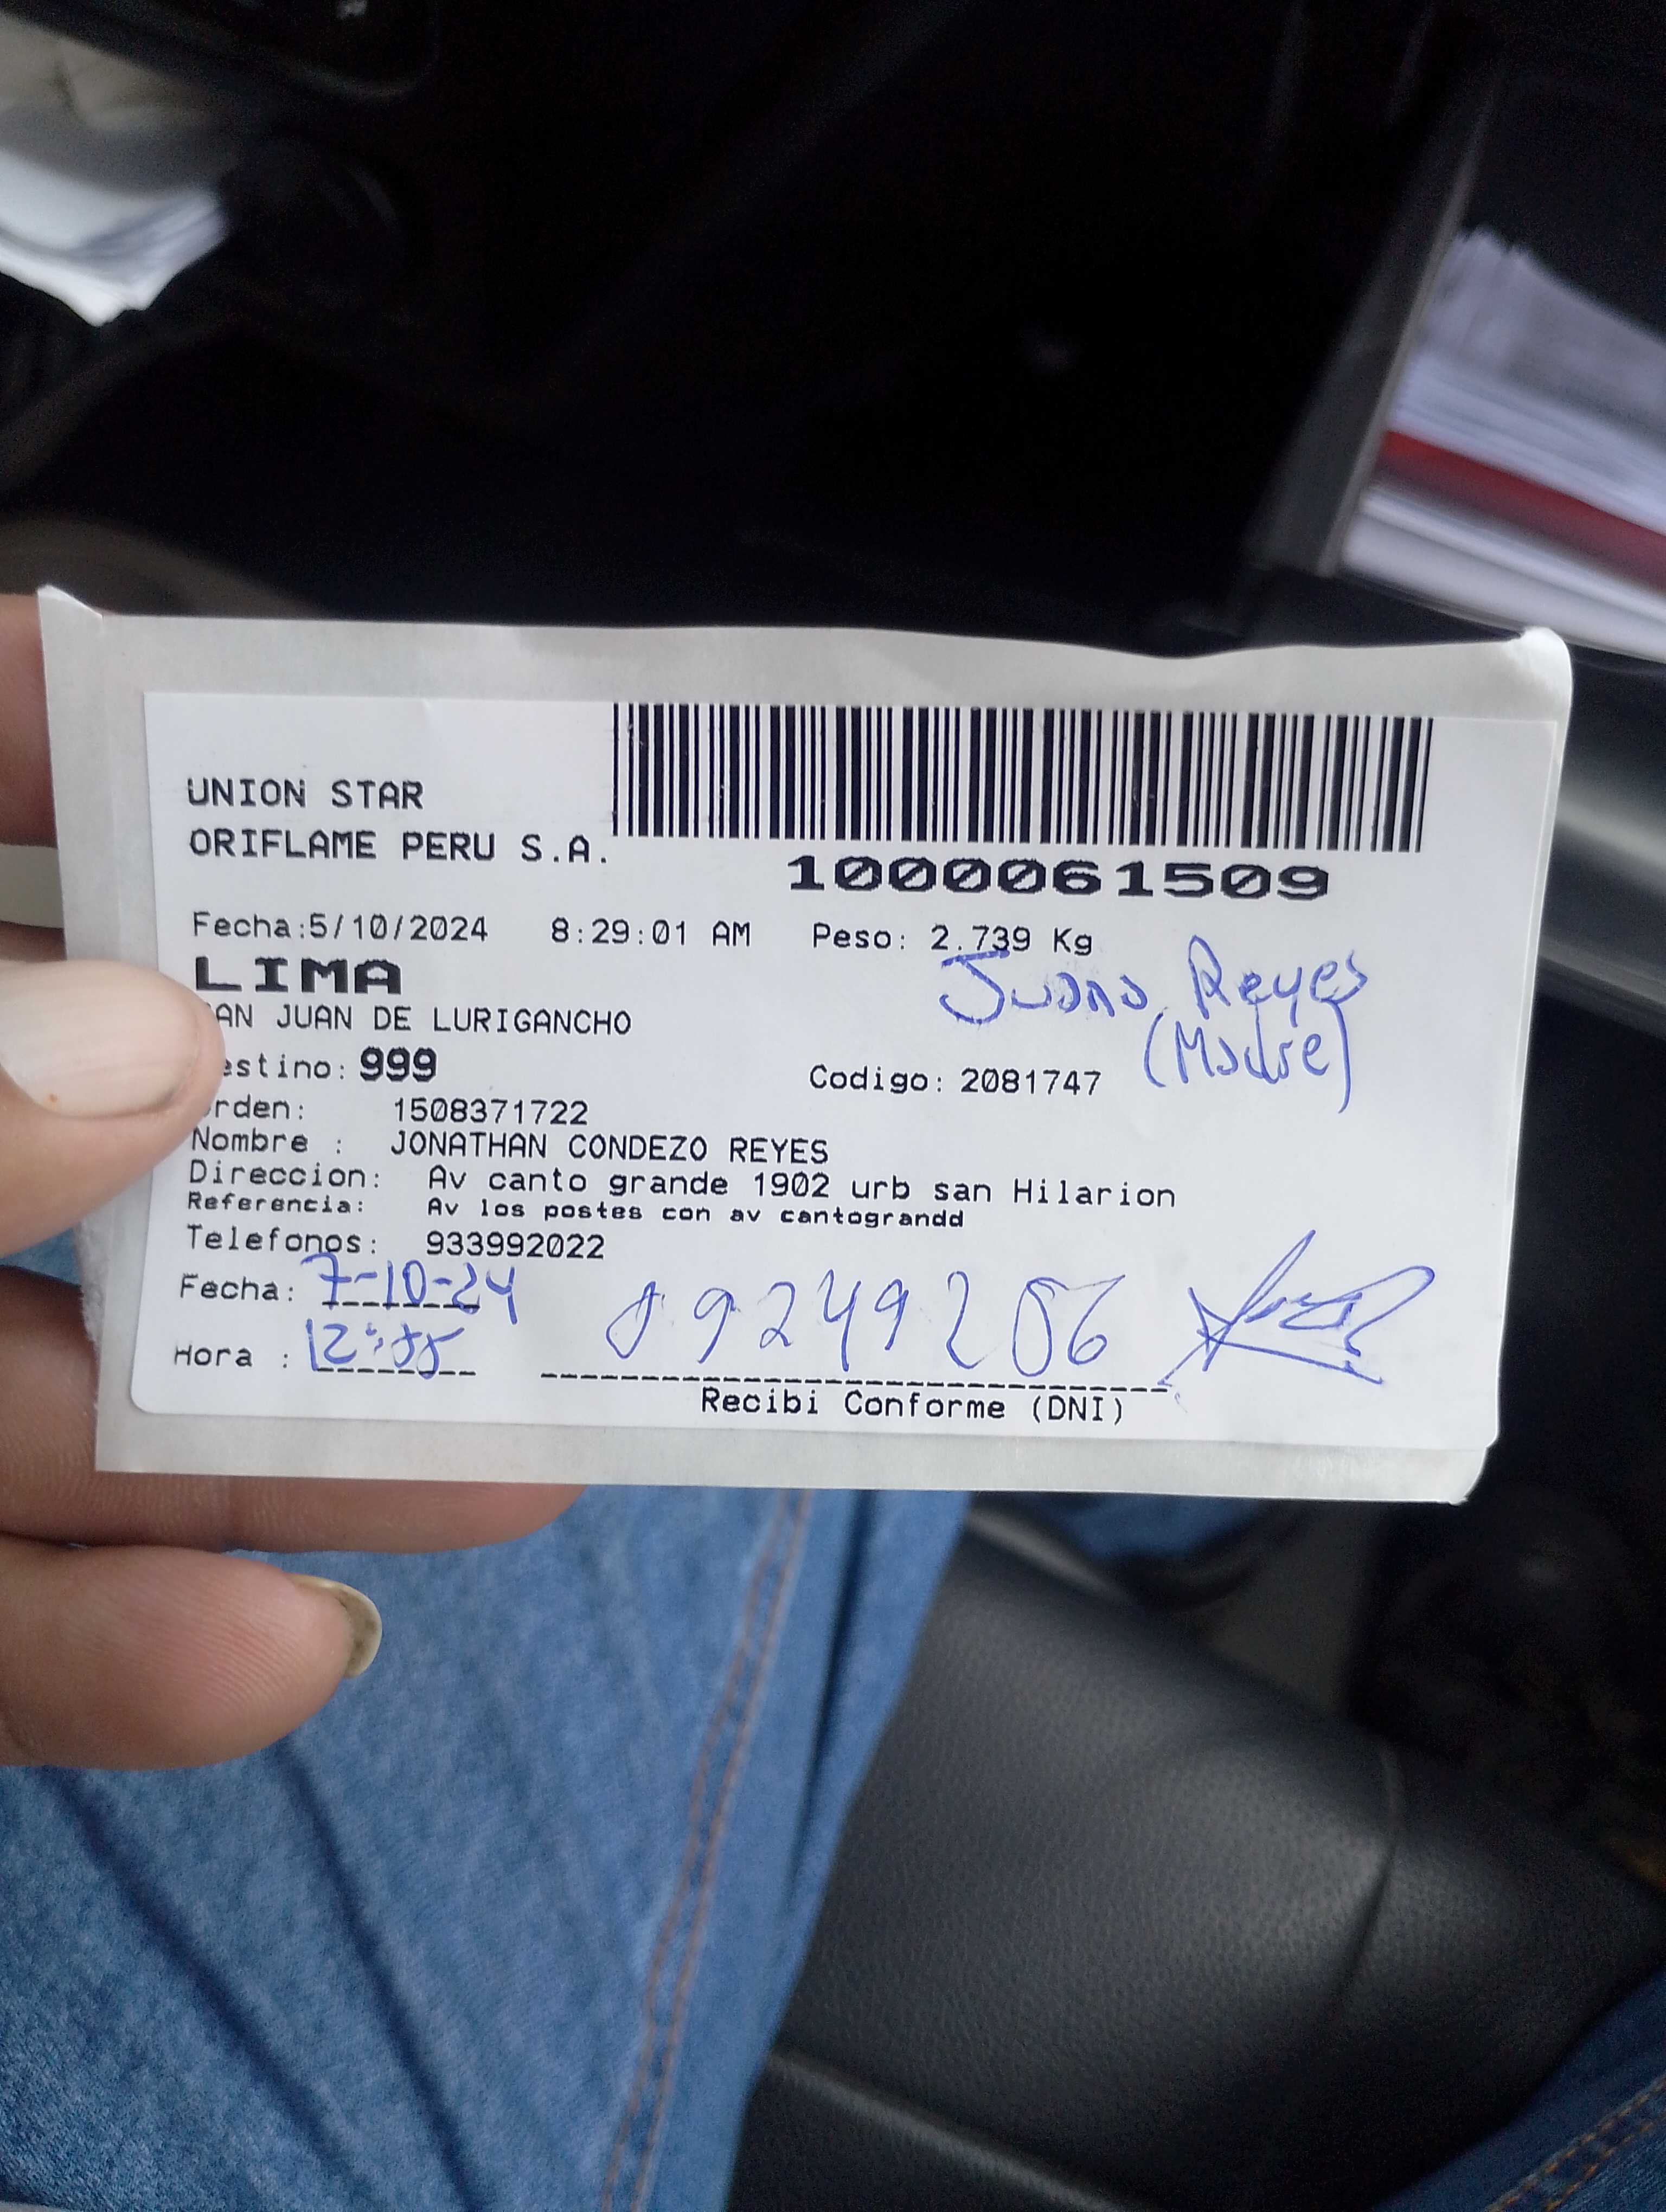 UNION STAR
ORIFLAME PERU S.A.
1000061509
Fecha:5/10/2024 8:29:01 AM Peso: 2.739 Kg
LIMA
Juana Reyes
AN JUAN DE LURIGANCHO
(Madre)
estino: 999
Codigo: 2081747
rden: 1508371722
Nombre : JONATHAN CONDEZO REYES
Direccion: Av canto grande 1902 urb san Hilarion
Referencia: Av los postes con av cantograndd
Telefonos: 933992022
Fecha: 7-10-24
09249206
Hora : 12:55
Recibi Conforme (DNI)